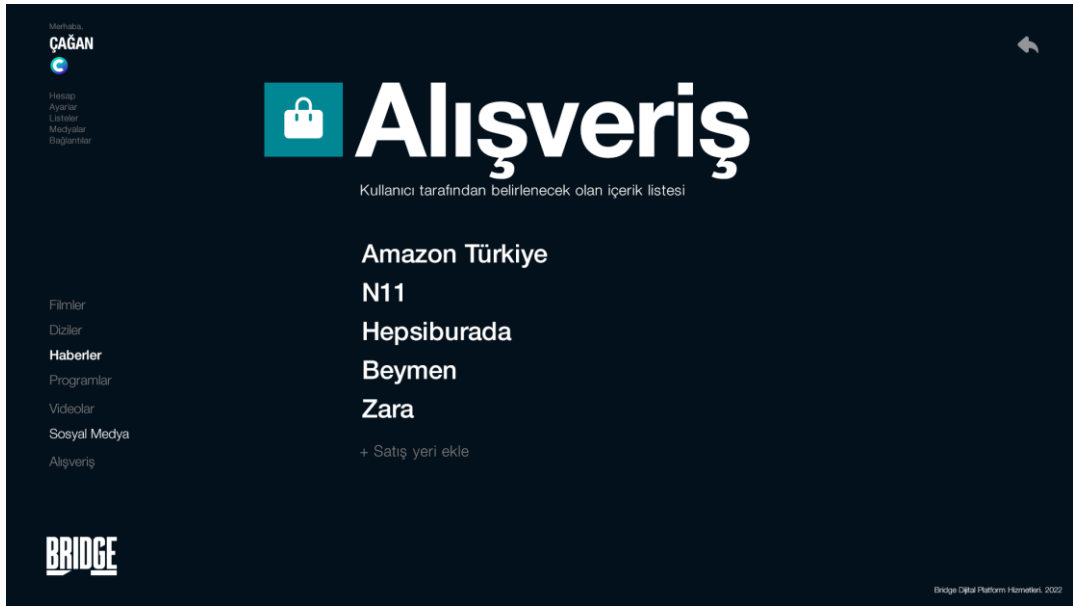 Merhaba,
ÇAĞAN
Hesap
Ayarlar
Listeler
Medyalar
Bağlantılar
Alışveriş
Kullanıcı tarafından belirlenecek olan içerik listesi
Amazon Türkiye
N11
Hepsiburada
Beymen
Zara
+ Satış yeri ekle
Filmler
Diziler
Haberler
Programlar
Videolar
Sosyal Medya
Alışveriş
BRIDGE
Bridge Dijital Platform Hizmetleri. 2022